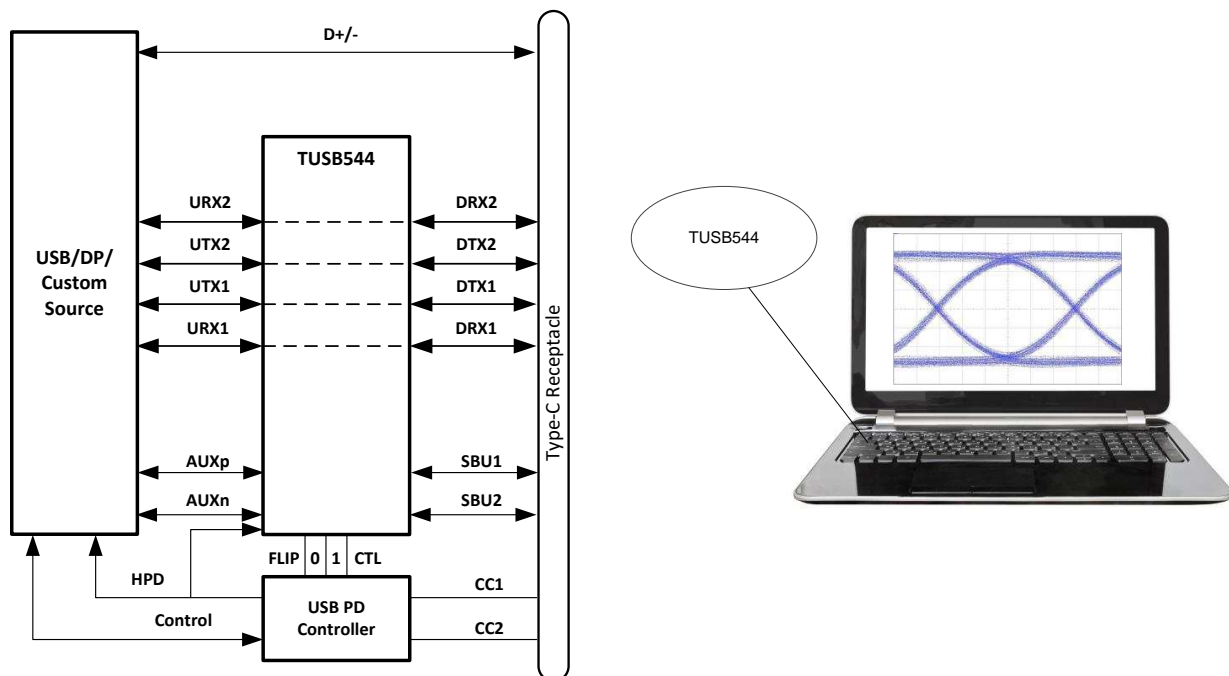 D+/-
TUSB544
URX2
DRX2
UTX2
DTX2
USB/DP/
Custom
Source
UTX1
DTX1
URX1
DRX1
Type-C Receptacle
AUXp
SBU1
AUXn
SBU2
FLIP 0 1 CTL
HPD
CC1
USB PD
Controller
Control
CC2
TUSB544